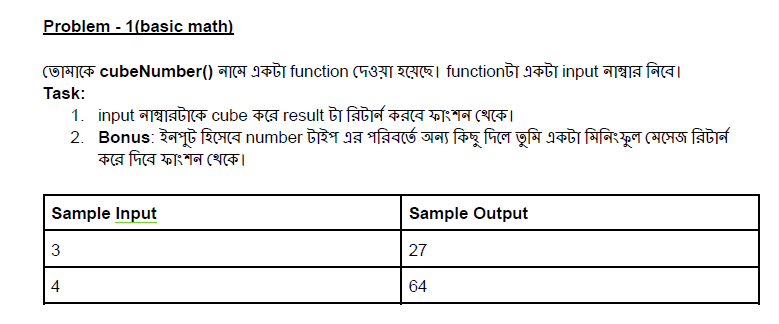 Problem - 1(basic math)
তোমাকে cubeNumber() নামে একটা function দেওয়া হয়েছে। functionটা একটা input নাম্বার নিবে।
Task:
1. input নাম্বারটাকে cube করে result টা রিটার্ন করবে ফাংশন থেকে।
2. Bonus: ইনপুট হিসেবে number টাইপ এর পরিবর্তে অন্য কিছু দিলে তুমি একটা মিনিংফুল মেসেজ রিটার্ন
করে দিবে ফাংশন থেকে।
Sample Input Sample Output
3 27
4 64